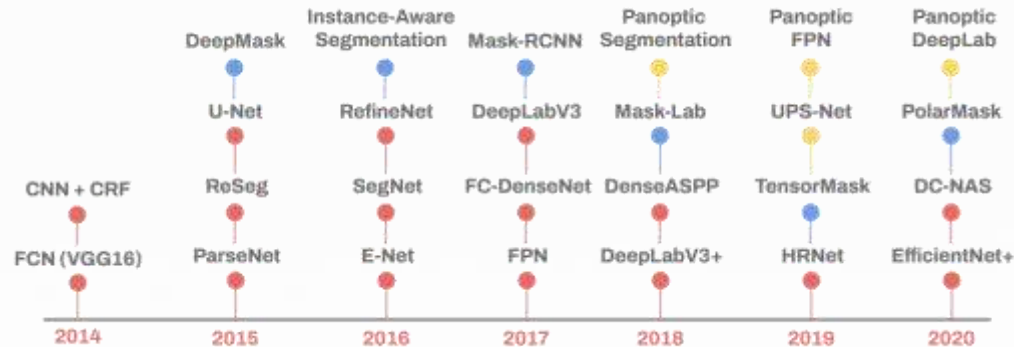 Instance-Aware Panoptic Panoptic Panoptic
DeepMask Segmentation Mask-RCNN Segmentation FPN DeepLab
U-Net RefineNet DeepLabV3 Mask-Lab UPS-Net PolarMask
CNN + CRF ReSeg SegNet FC-DenseNet DenseASPP TensorMask DC-NAS
FCN (VGG16) ParseNet E-Net FPN DeepLabV3+ HRNet EfficientNet+
2014 2015 2016 2017 2018 2019 2020